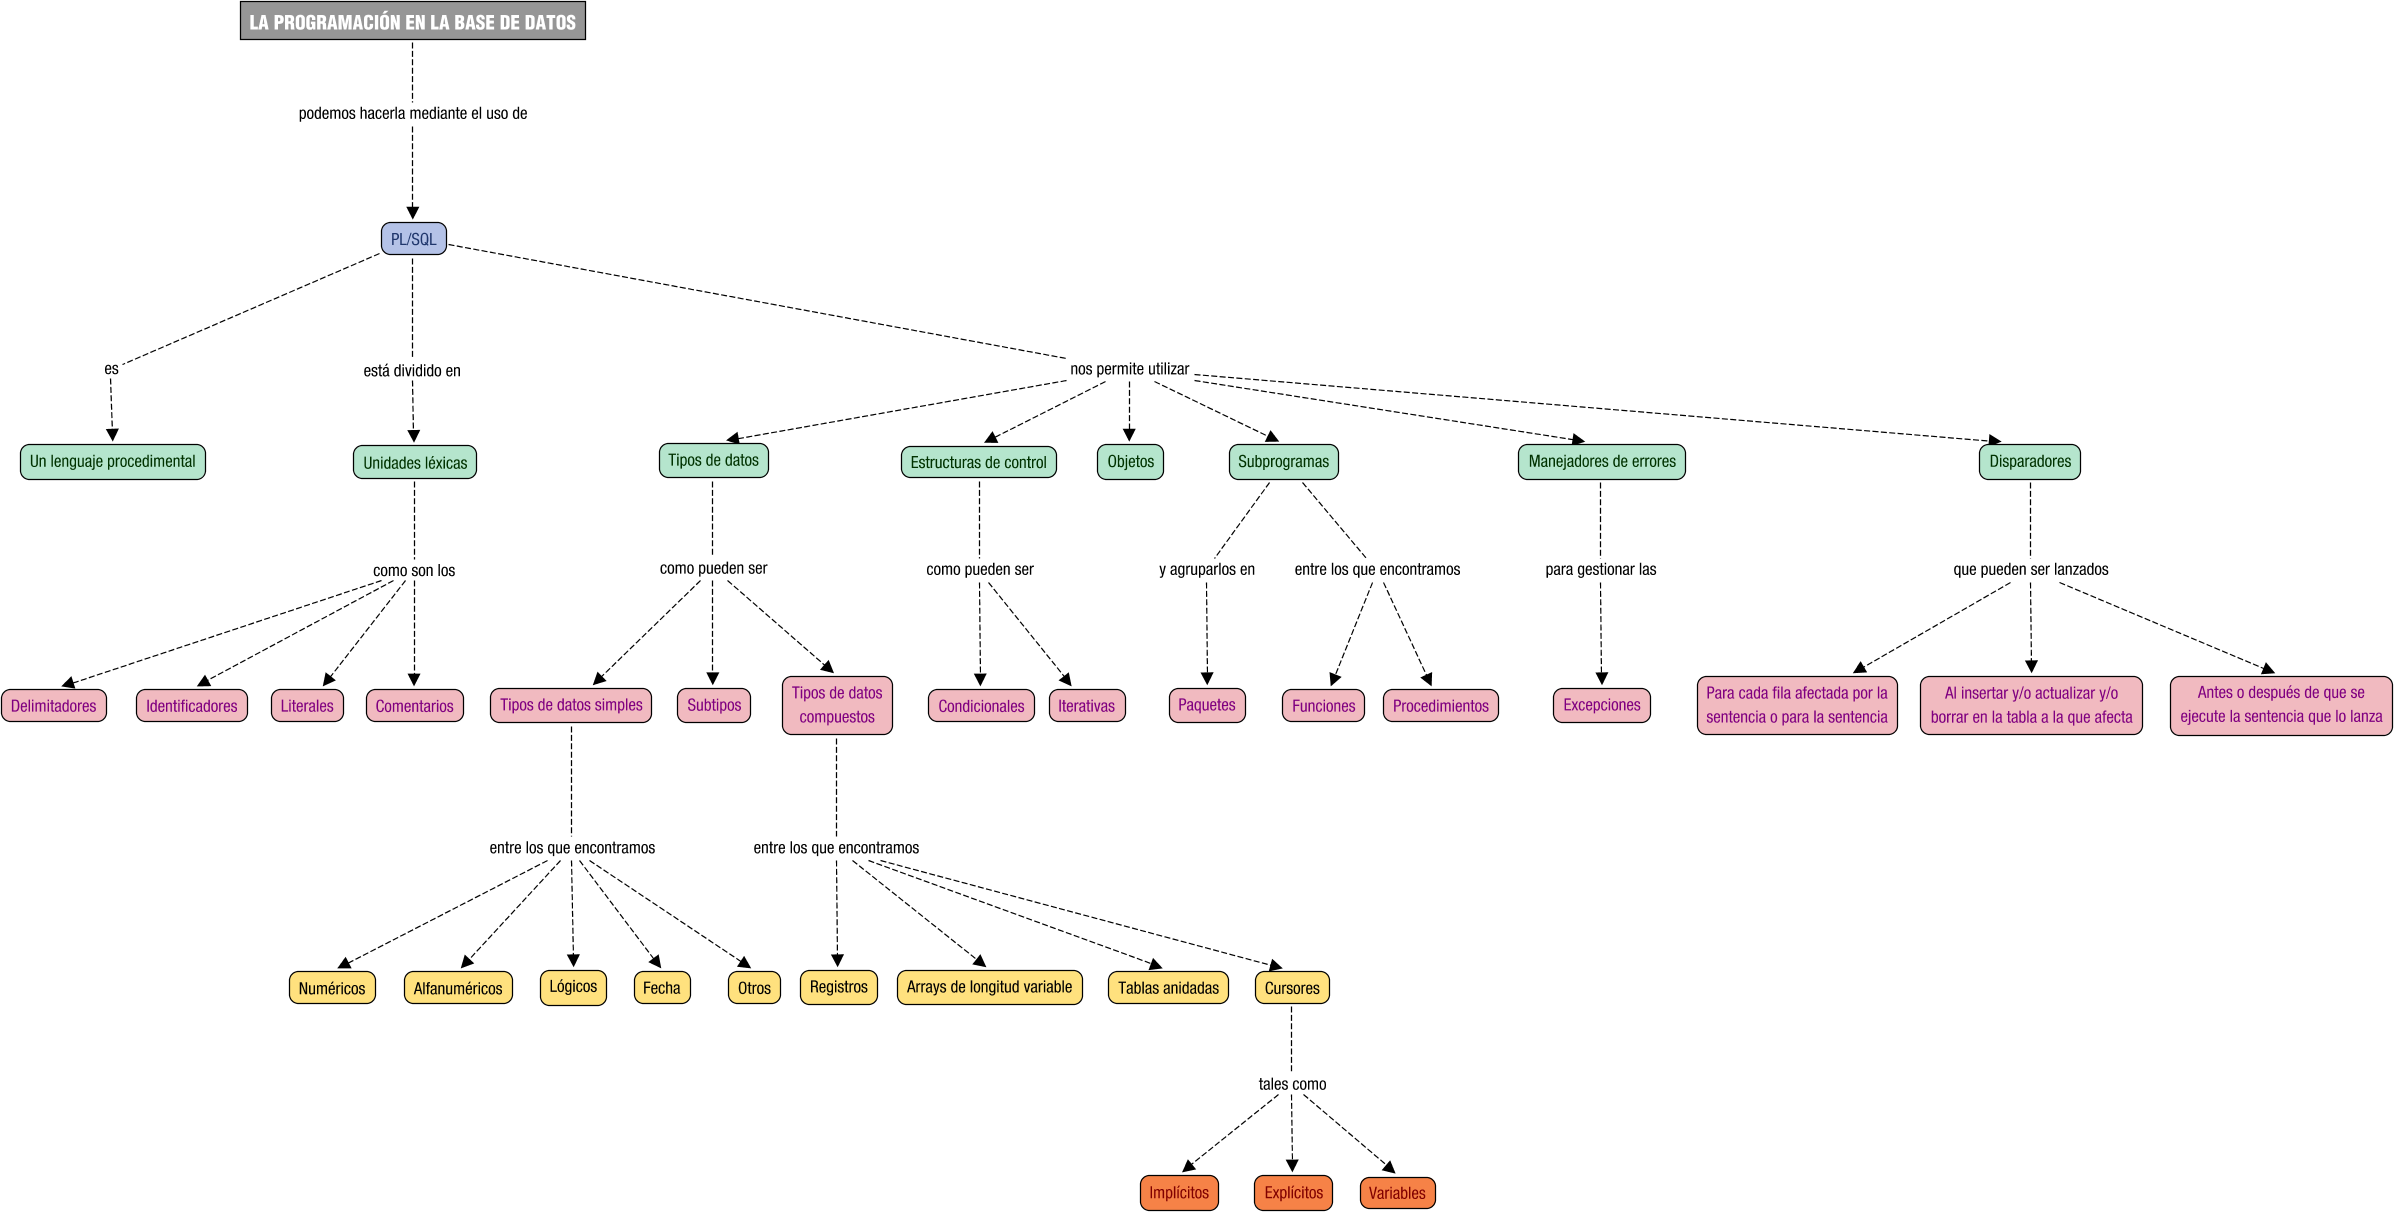 LA PROGRAMACIÓN EN LA BASE DE DATOS
podemos hacerla mediante el uso de
PL/SQL
es
está dividido en
nos permite utilizar
Un lenguaje procedimental
Unidades léxicas
Tipos de datos
Estructuras de control
Objetos
Subprogramas
Manejadores de errores
Disparadores
como son los
como pueden ser
como pueden ser
y agruparlos en
entre los que encontramos
para gestionar las
que pueden ser lanzados
Delimitadores
Identificadores
Literales
Comentarios
Tipos de datos simples
Subtipos
Tipos de datos
compuestos
Condicionales
Iterativas
Paquetes
Funciones
Procedimientos
Excepciones
Para cada fila afectada por la
sentencia o para la sentencia
Al insertar y/o actualizar y/o
borrar en la tabla a la que afecta
Antes o después de que se
ejecute la sentencia que lo lanza
entre los que encontramos
entre los que encontramos
Numéricos
Alfanuméricos
Lógicos
Fecha
Otros
Registros
Arrays de longitud variable
Tablas anidadas
Cursores
tales como
Implícitos
Explícitos
Variables